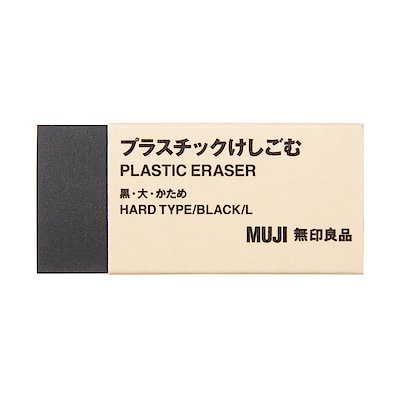 プラスチックけしごむ
PLASTIC ERASER
黒・大・かため
HARD TYPE/BLACK/L
MUJI 無印良品